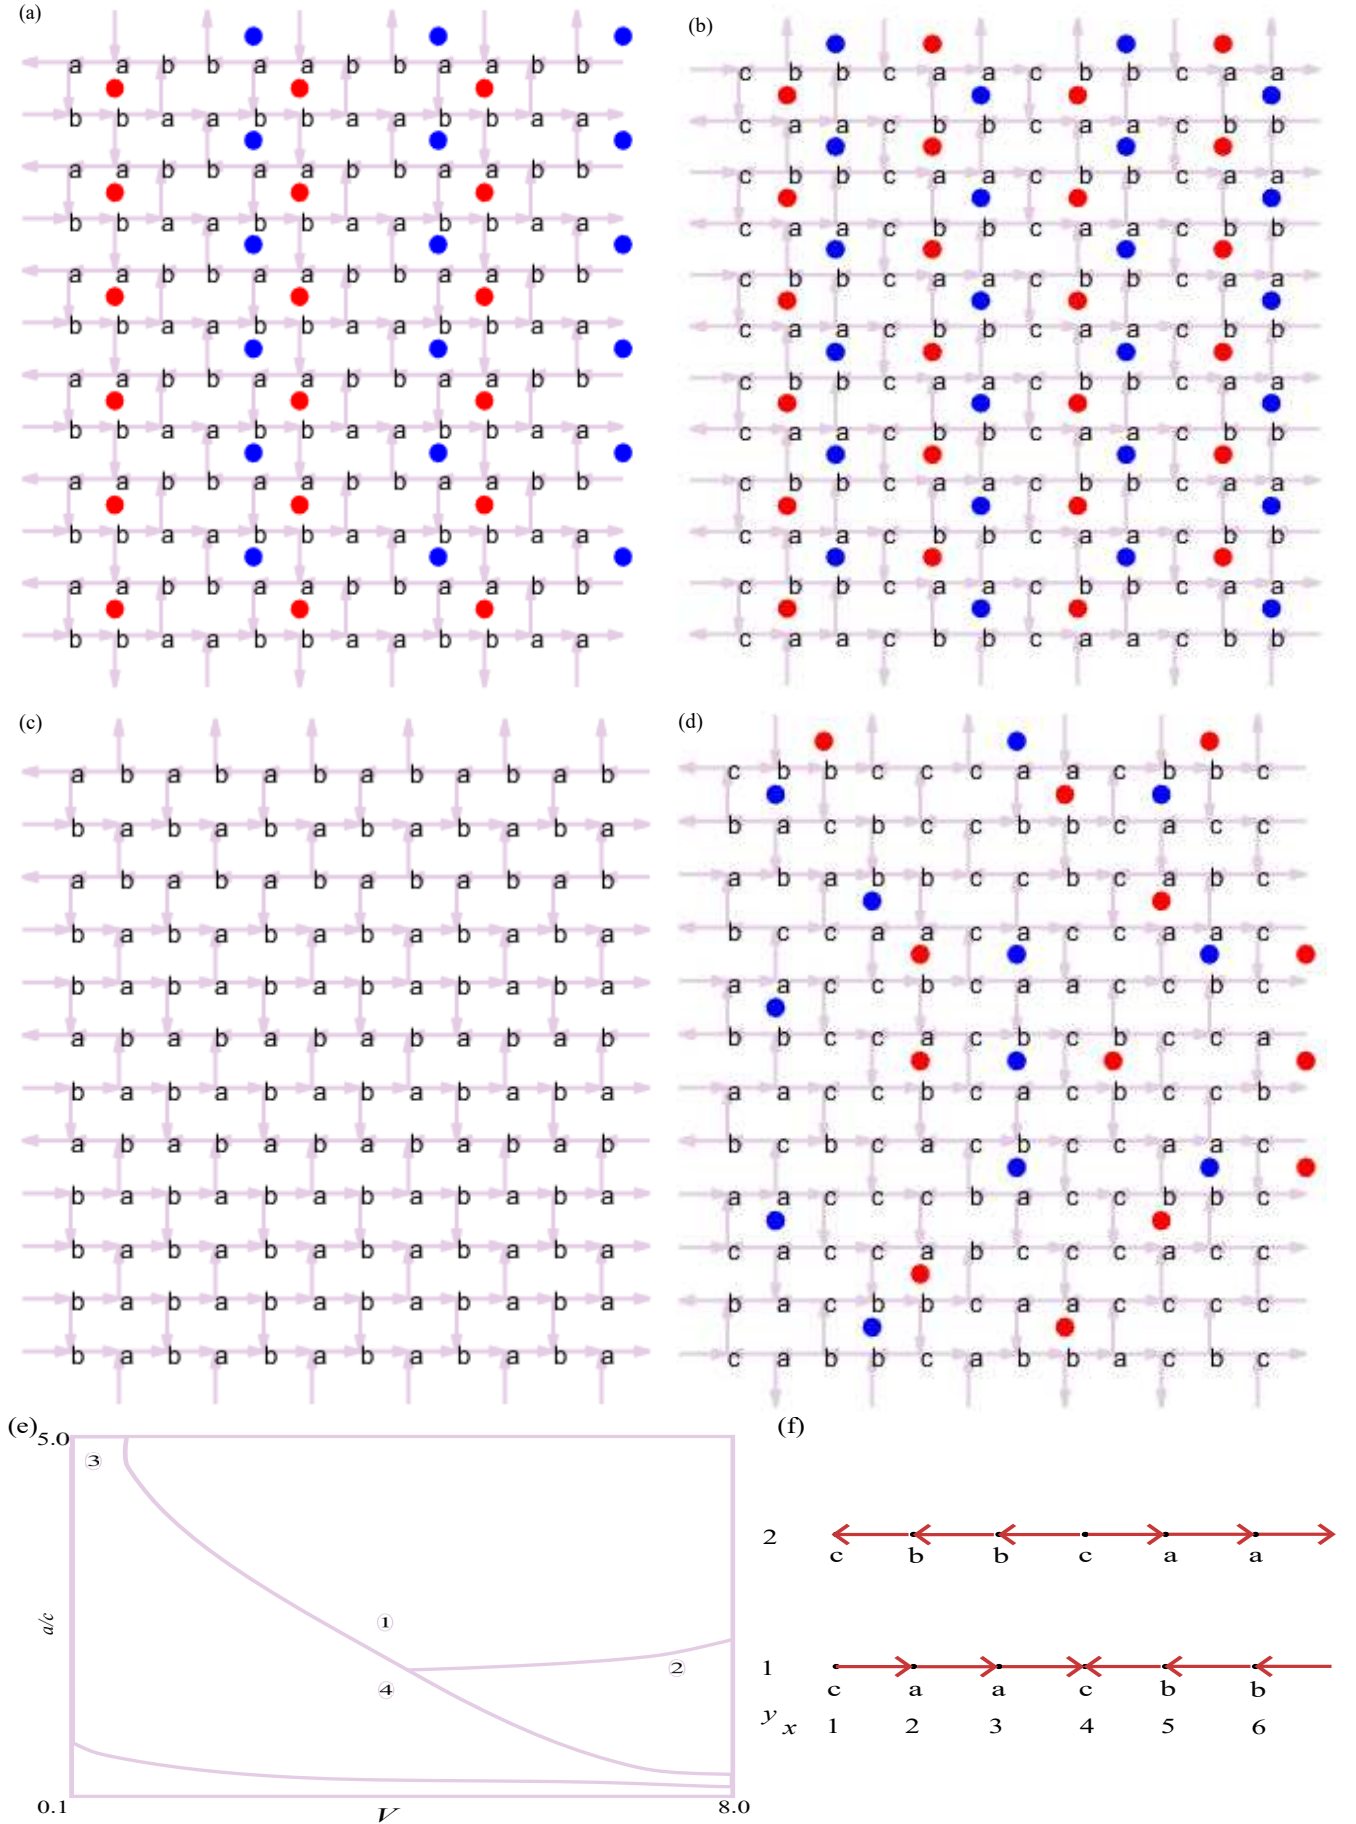 (a)
a a b b a a b b a a b b
b b a a b b a a b b a a
a a b b a a b b a a b b
b b a a b b a a b b a a
a a b b a a b b a a b b
b b a a b b a a b b a a
a a b b a a b b a a b b
b b a a b b a a b b a a
a a b b a a b b a a b b
b b a a b b a a b b a a
a a b b a a b b a a b b
b b a a b b a a b b a a
(b)
c b b c a a c b b c a a
c a a c b b c a a c b b
c b b c a a c b b c a a
c a a c b b c a a c b b
c b b c a a c b b c a a
c a a c b b c a a c b b
c b b c a a c b b c a a
c a a c b b c a a c b b
c b b c a a c b b c a a
c a a c b b c a a c b b
c b b c a a c b b c a a
c a a c b b c a a c b b
(c)
a b a b a b a b a b a b
b a b a b a b a b a b a
a b a b a b a b a b a b
b a b a b a b a b a b a
b a b a b a b a b a b a
a b a b a b a b a b a b
b a b a b a b a b a b a
a b a b a b a b a b a b
b a b a b a b a b a b a
b a b a b a b a b a b a
b a b a b a b a b a b a
b a b a b a b a b a b a
(d)
c b b c c c a a c b b c
b a c b c c b b c a c c
a b a b b c c b c a b c
b c c a a c a c c a a c
a a c c b c a a c c b c
b b c c a c b c b c c a
a a c c b c a c b c c b
b c b c a c b c c a a c
a a c c c b a c c b b c
c a c c a b c c c a c c
b a c b b c a a c c c c
c a b b c a b b a c b c
(e)
5.0
③
①
②
④
a/c
0.1
V
8.0
(f)
2
c b b c a a
1
c a a c b b
y x 1 2 3 4 5 6